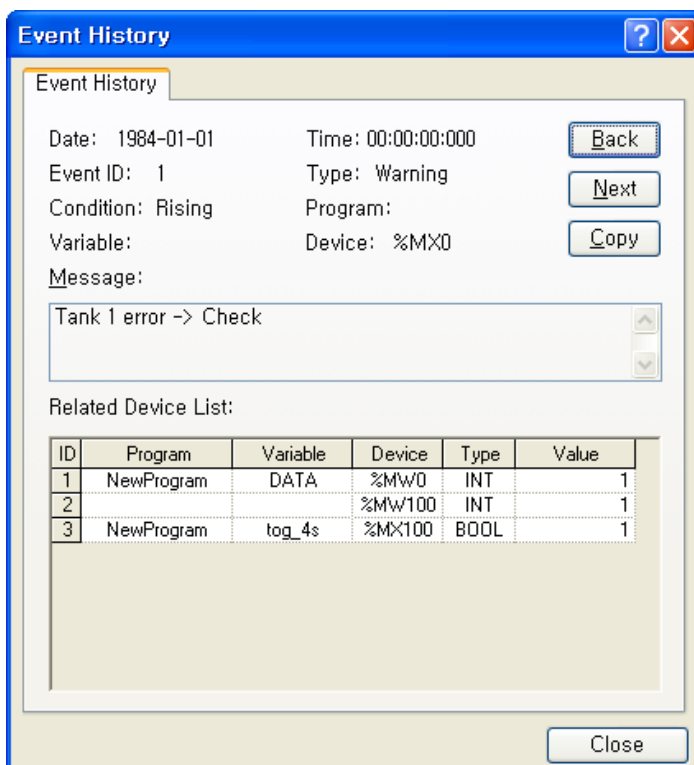 Event History
Event History
Date: 1984-01-01 Time: 00:00:00:000 Back
Event ID: 1 Type: Warning Next
Condition: Rising Program:
Variable: Device: %MX0 Copy
Message:
Tank 1 error -> Check
Related Device List:
ID Program Variable Device Type Value
1 NewProgram DATA %MW0 INT 1
2 %MW100 INT 1
3 NewProgram tog_4s %MX100 BOOL 1
Close